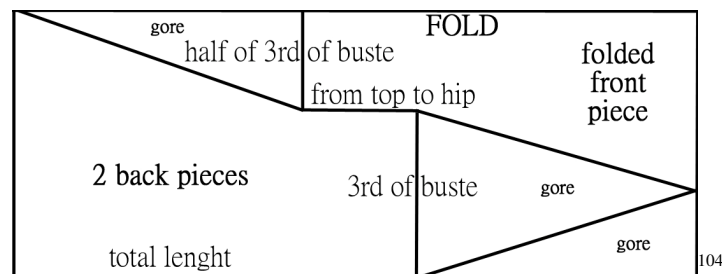 gore
FOLD
half of 3rd of buste
folded
front
piece
from top to hip
2 back pieces
3rd of buste
gore
gore
total lenght
104